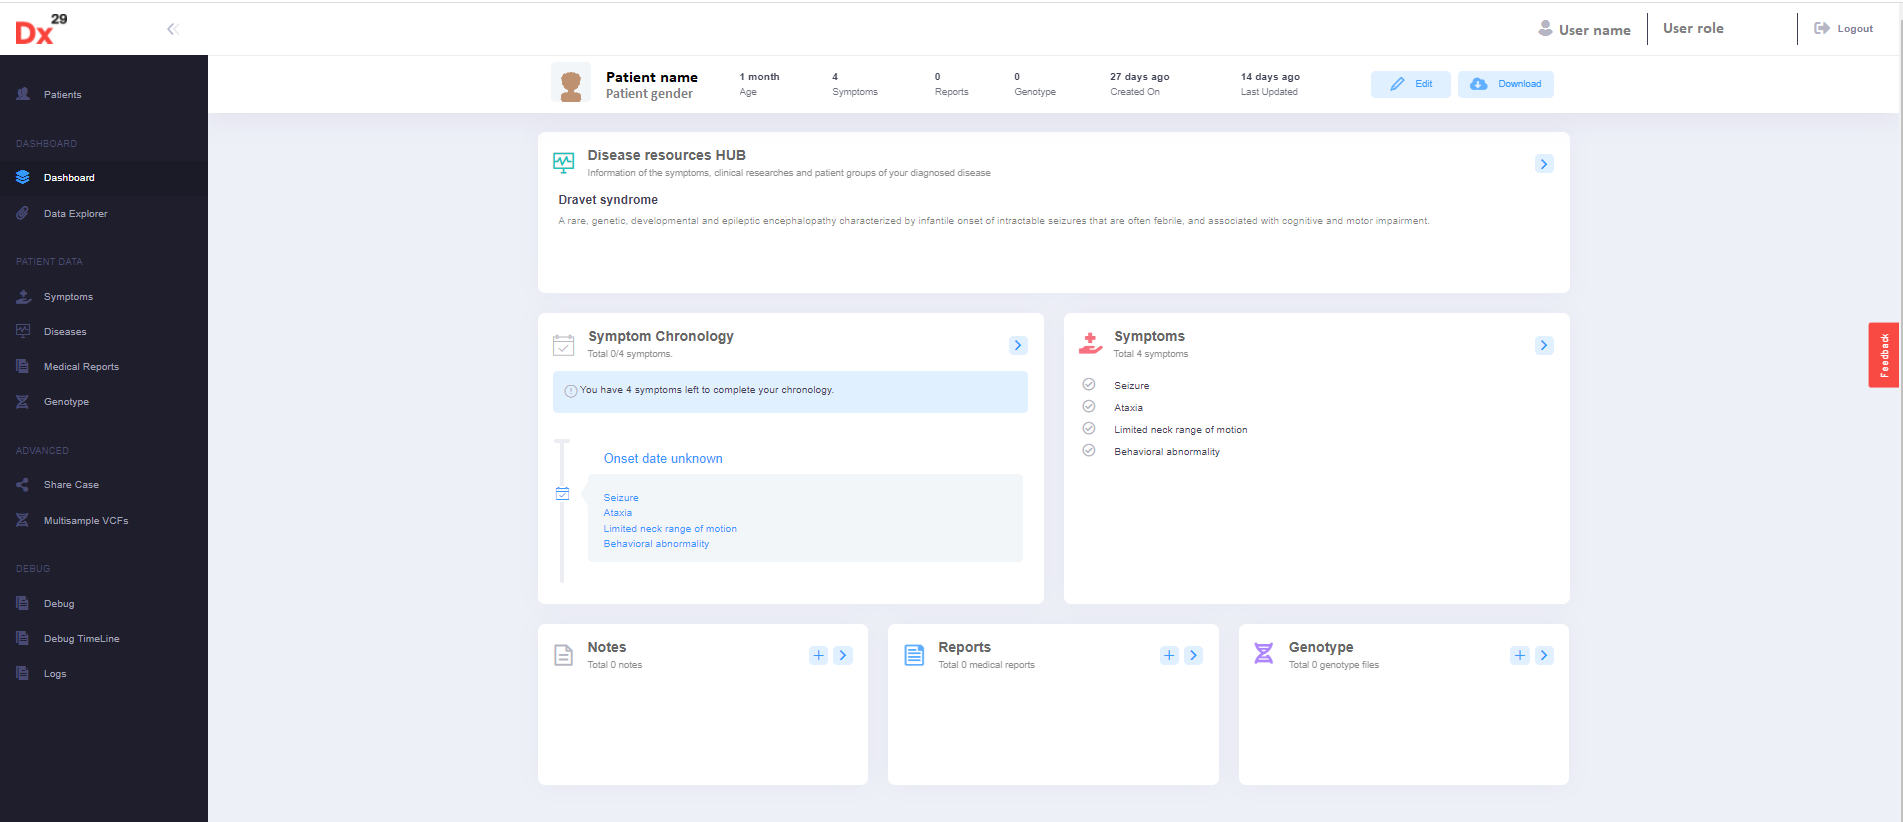 Dx29
User name
User role
Logout
Patients
DASHBOARD
Dashboard
Data Explorer
PATIENT DATA
Symptoms
Diseases
Medical Reports
Genotype
ADVANCED
Share Case
Multisample VCFs
DEBUG
Debug
Debug TimeLine
Logs
Patient name
Patient gender
1 month
Age
4
Symptoms
0
Reports
0
Genotype
27 days ago
Created On
14 days ago
Last Updated
Edit
Download
Disease resources HUB
Information of the symptoms, clinical researches and patient groups of your diagnosed disease
Dravet syndrome
A rare, genetic, developmental and epileptic encephalopathy characterized by infantile onset of intractable seizures that are often febrile, and associated with cognitive and motor impairment.
Symptom Chronology
Total 0/4 symptoms.
You have 4 symptoms left to complete your chronology.
Onset date unknown
Seizure
Ataxia
Limited neck range of motion
Behavioral abnormality
Symptoms
Total 4 symptoms
Seizure
Ataxia
Limited neck range of motion
Behavioral abnormality
Feedback
Notes
Total 0 notes
Reports
Total 0 medical reports
Genotype
Total 0 genotype files